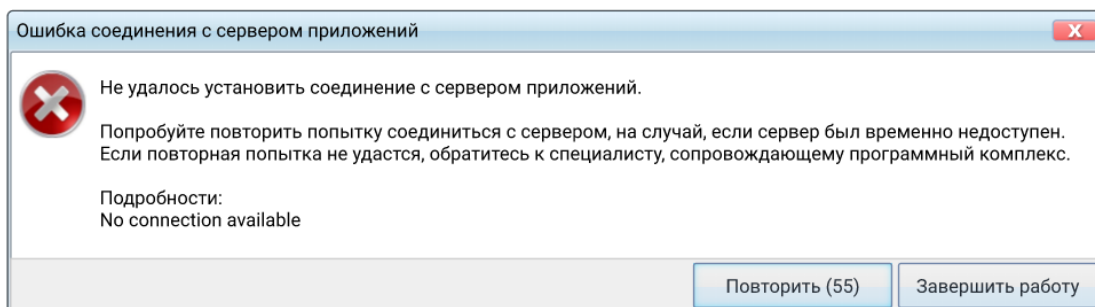 Ошибка соединения с сервером приложений
X
Не удалось установить соединение с сервером приложений.
Попробуйте повторить попытку соединиться с сервером, на случай, если сервер был временно недоступен.
Если повторная попытка не удастся, обратитесь к специалисту, сопровождающему программный комплекс.
Подробности:
No connection available
Повторить (55)
Завершить работу